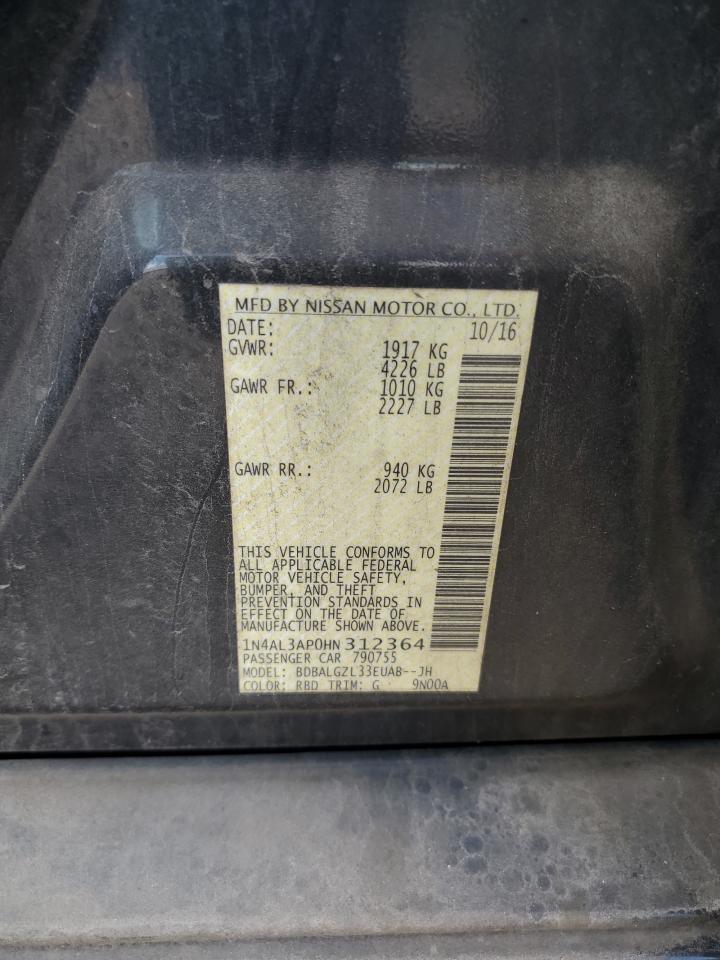 MFD BY NISSAN MOTOR CO., LTD.
DATE: 10/16
GVWR: 1917 KG
4226 LB
GAWR FR.: 1010 KG
2227 LB
GAWR RR.: 940 KG
2072 LB
THIS VEHICLE CONFORMS TO
ALL APPLICABLE FEDERAL
MOTOR VEHICLE SAFETY,
BUMPER, AND THEFT
PREVENTION STANDARDS IN
EFFECT ON THE DATE OF
MANUFACTURE SHOWN ABOVE.
1N4AL3AP0HN312364
PASSENGER CAR 790755
MODEL: BDBALGZL33EUAB--JH
COLOR: RBD TRIM: G 9N00A